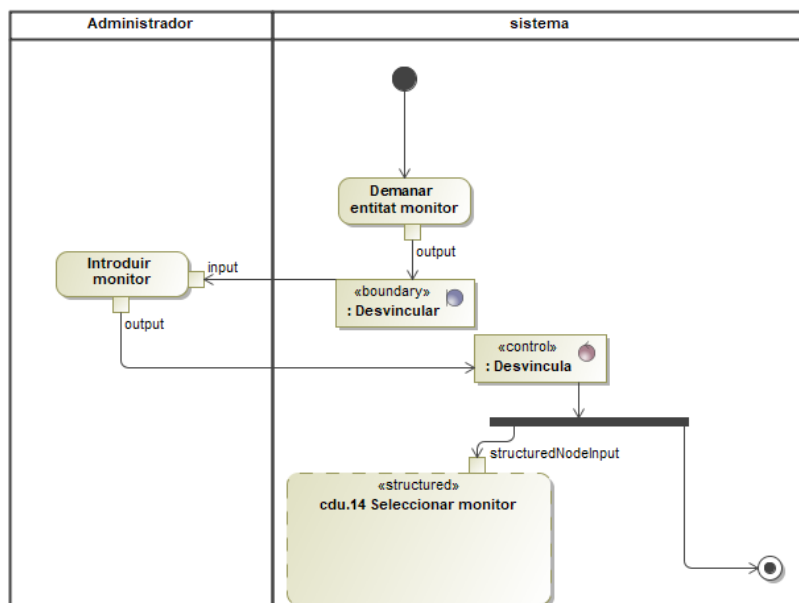 Administrador
sistema
Demanar
entitat monitor
output
Introduir
monitor
input
«boundary»
: Desvincular
output
«control»
: Desvincula
structuredNodeInput
«structured»
cdu.14 Seleccionar monitor